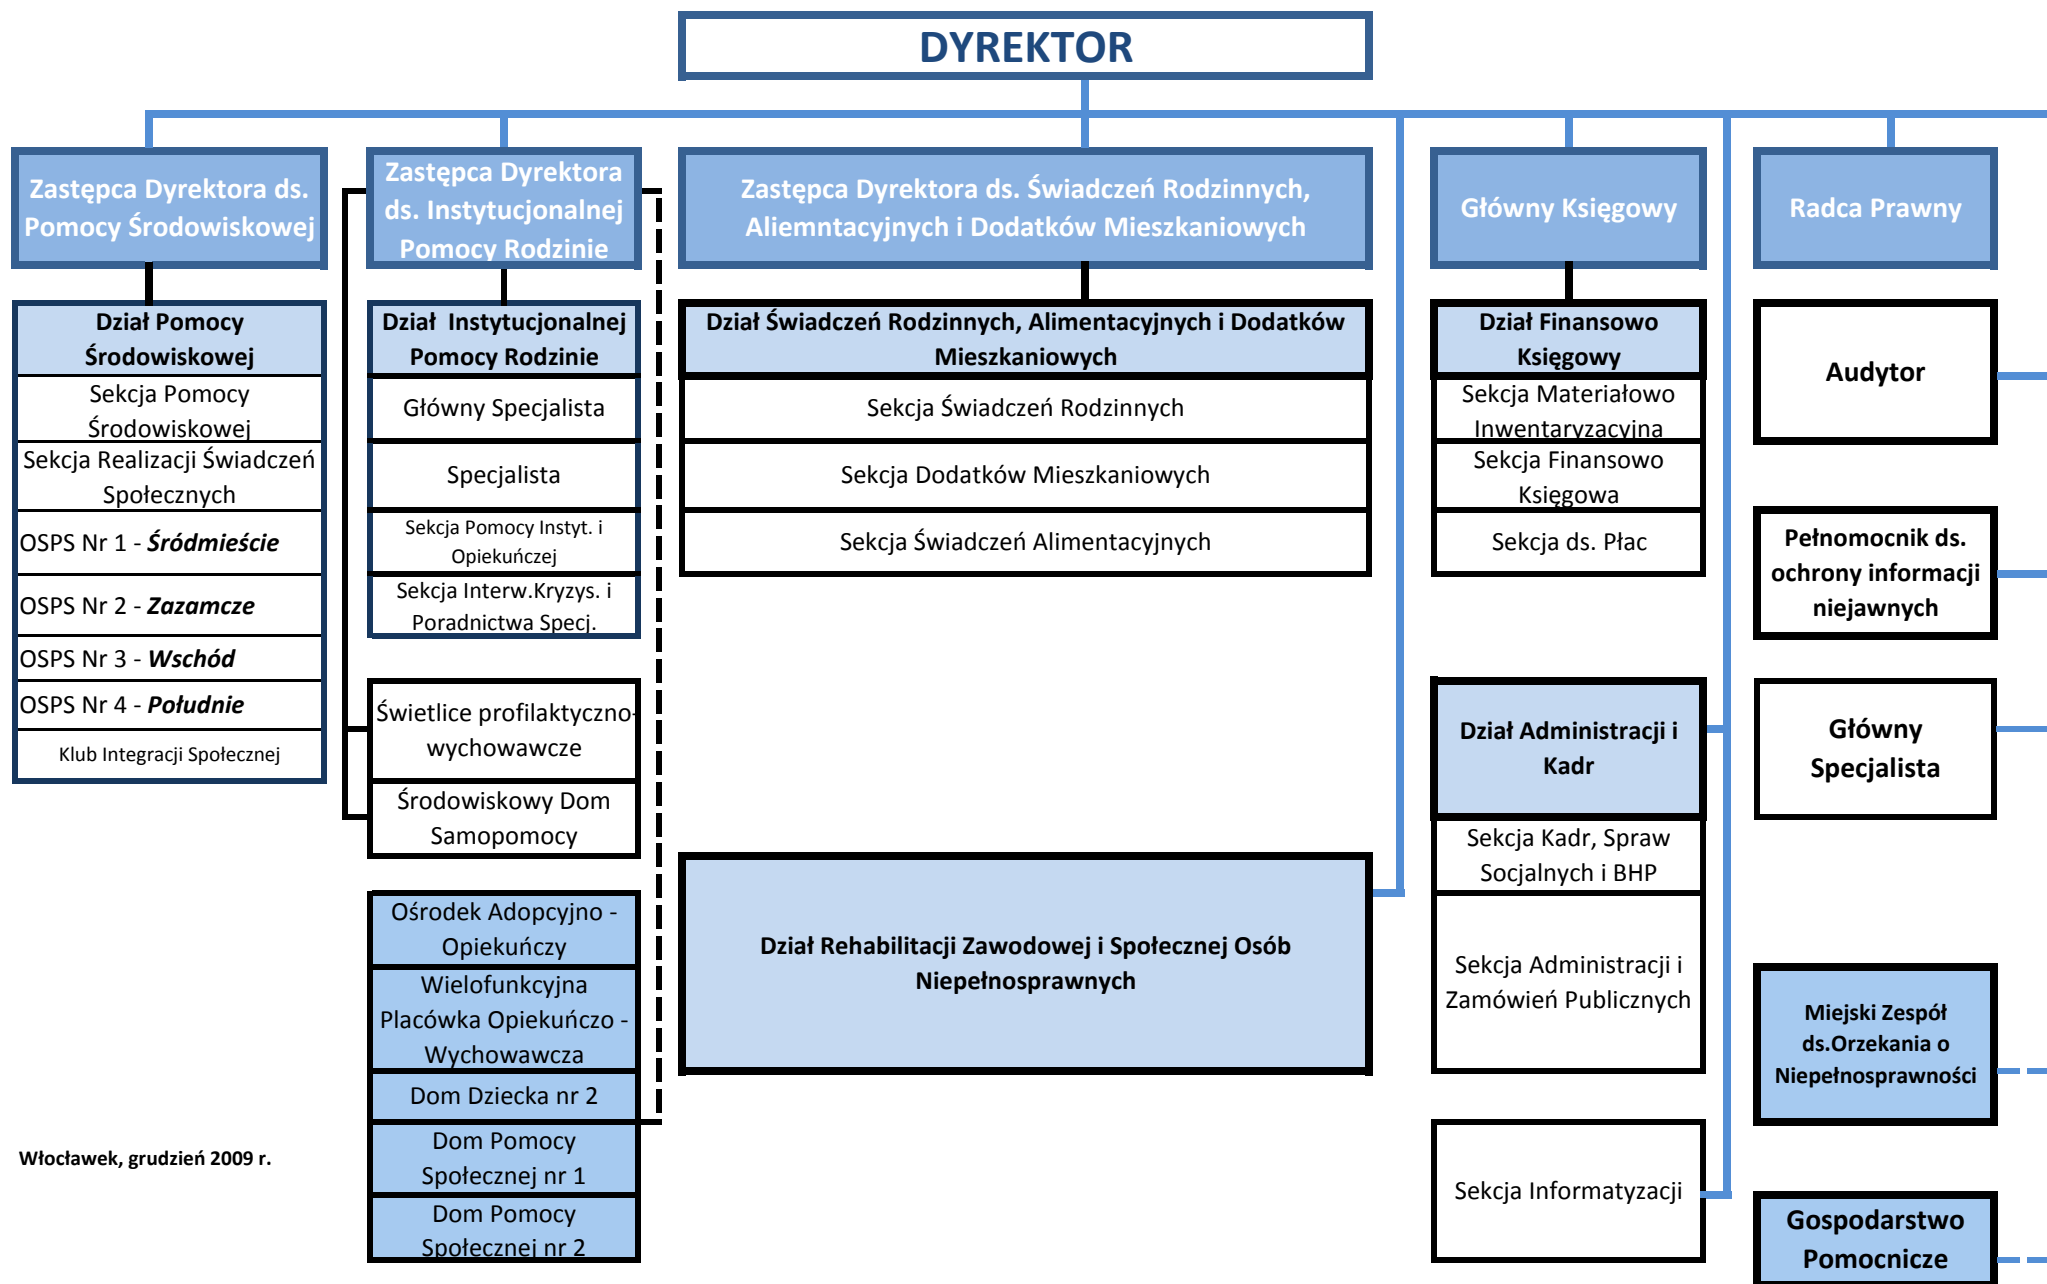 DYREKTOR
Zastępca Dyrektora ds.
Pomocy Środowiskowej
Zastępca Dyrektora
ds. Instytucjonalnej
Pomocy Rodzinie
Zastępca Dyrektora ds. Świadczeń Rodzinnych,
Aliemntacyjnych i Dodatków Mieszkaniowych
Główny Księgowy
Radca Prawny
Dział Pomocy
Środowiskowej
Sekcja Pomocy
Środowiskowej
Sekcja Realizacji Świadczeń
Społecznych
OSPS Nr 1 - Śródmieście
OSPS Nr 2 - Zazamcze
OSPS Nr 3 - Wschód
OSPS Nr 4 - Południe
Klub Integracji Społecznej
Dział Instytucjonalnej
Pomocy Rodzinie
Główny Specjalista
Specjalista
Sekcja Pomocy Instyt. i
Opiekuńczej
Sekcja Interw.Kryzys. i
Poradnictwa Specj.
Świetlice profilaktyczno-
wychowawcze
Środowiskowy Dom
Samopomocy
Ośrodek Adopcyjno -
Opiekuńczy
Wielofunkcyjna
Placówka Opiekuńczo -
Wychowawcza
Dom Dziecka nr 2
Dom Pomocy
Społecznej nr 1
Dom Pomocy
Społecznej nr 2
Dział Świadczeń Rodzinnych, Alimentacyjnych i Dodatków
Mieszkaniowych
Sekcja Świadczeń Rodzinnych
Sekcja Dodatków Mieszkaniowych
Sekcja Świadczeń Alimentacyjnych
Dział Rehabilitacji Zawodowej i Społecznej Osób
Niepełnosprawnych
Dział Finansowo
Księgowy
Sekcja Materiałowo
Inwentaryzacyjna
Sekcja Finansowo
Księgowa
Sekcja ds. Płac
Dział Administracji i
Kadr
Sekcja Kadr, Spraw
Socjalnych i BHP
Sekcja Administracji i
Zamówień Publicznych
Sekcja Informatyzacji
Audytor
Pełnomocnik ds.
ochrony informacji
niejawnych
Główny
Specjalista
Miejski Zespół
ds.Orzekania o
Niepełnosprawności
Gospodarstwo
Pomocnicze
Włocławek, grudzień 2009 r.